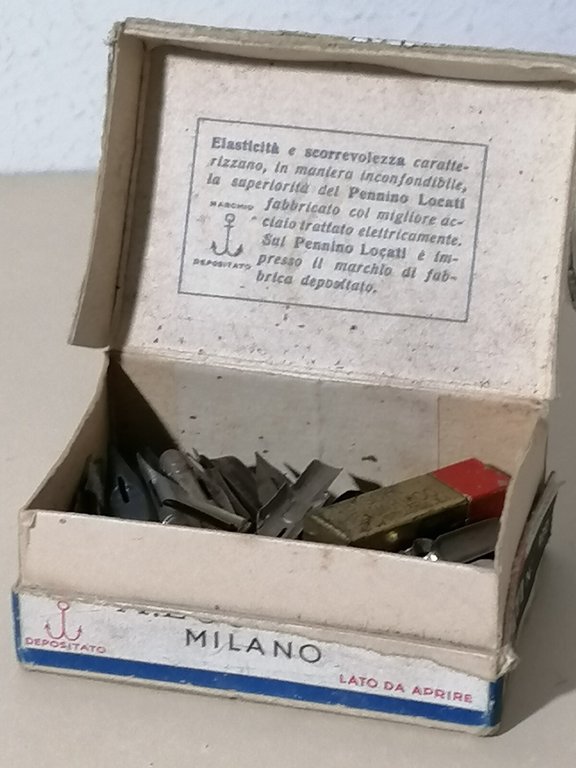 Elasticità e scorrevolezza caratte-
rizzano, in maniera inconfondibile,
la superiorità del Pennino Locati
MARCHIO
fabbricato col migliore ac-
ciaio trattato elettricamente.
Sul Pennino Locati è im-
DEPOSITATO
presso il marchio di fab-
brica depositato.
MILANO
DEPOSITATO
LATO DA APRIRE